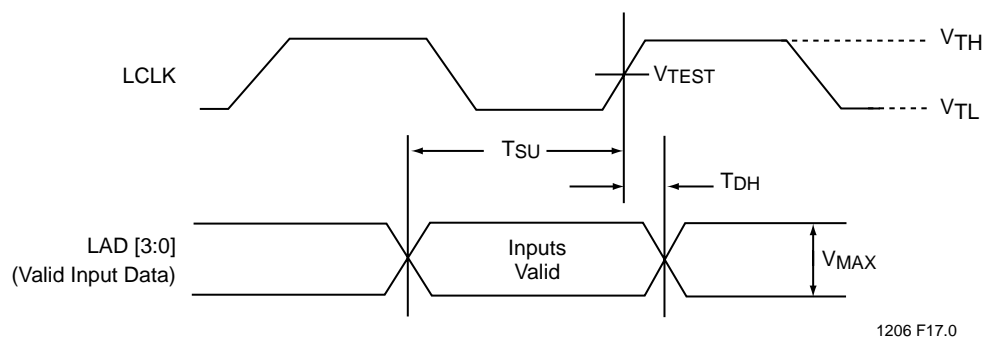 VTH
LCLK
VTEST
VTL
TSU
TDH
LAD [3:0]
(Valid Input Data)
Inputs
Valid
VMAX
1206 F17.0